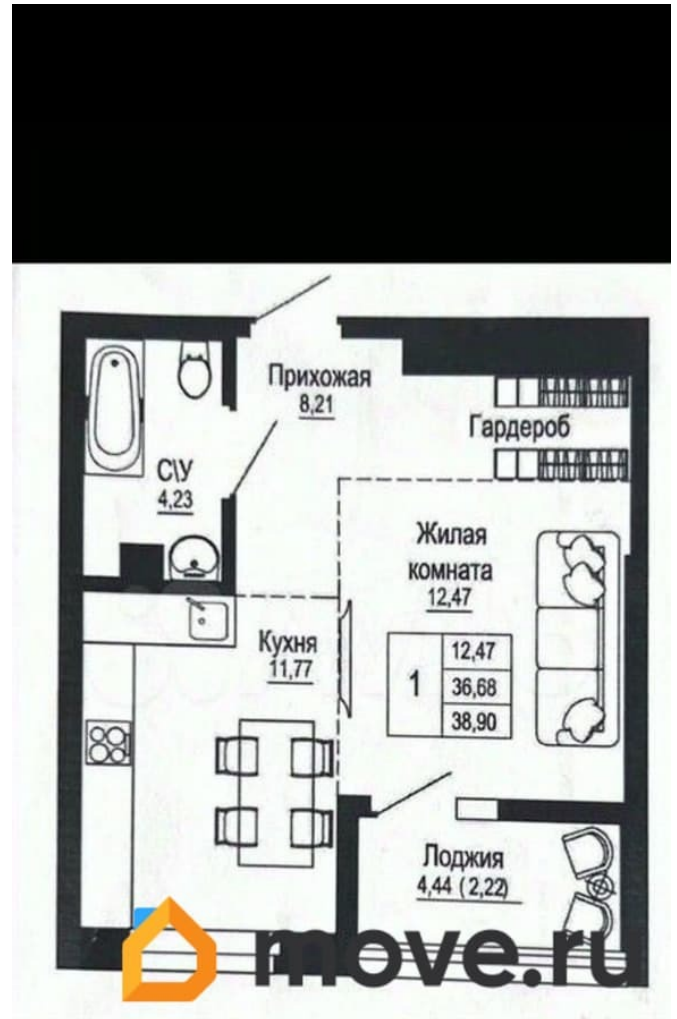 Прихожая
8,21
Гардероб
С\У
4,23
Жилая
комната
12,47
Кухня
11,77
1
12,47
36,68
38,90
Лоджия
4,44 (2,22)
move.ru